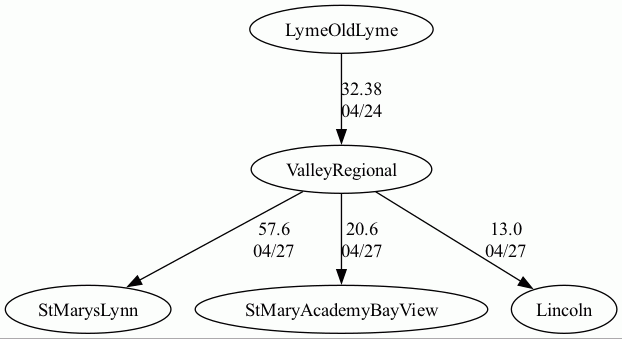 LymeOldLyme
32.38
04/24
ValleyRegional
57.6
04/27
20.6
04/27
13.0
04/27
StMarysLynn
StMaryAcademyBayView
Lincoln